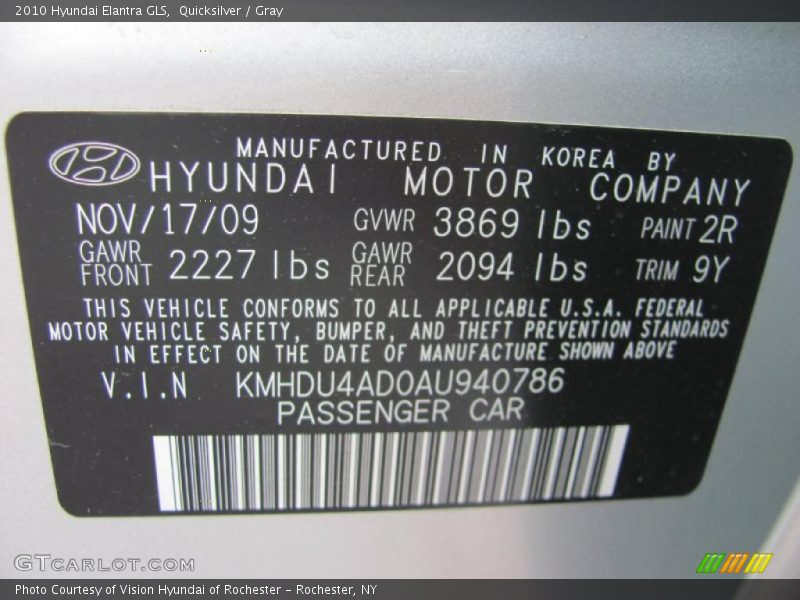 2010 Hyundai Elantra GLS,  Quicksilver / Gray
MANUFACTURED IN KOREA BY
HYUNDAI MOTOR COMPANY
NOV/17/09 GVWR 3869 lbs PAINT 2R
GAWR FRONT 2227 lbs GAWR REAR 2094 lbs TRIM 9Y
THIS VEHICLE CONFORMS TO ALL APPLICABLE U.S.A. FEDERAL
MOTOR VEHICLE SAFETY, BUMPER, AND THEFT PREVENTION STANDARDS
IN EFFECT ON THE DATE OF MANUFACTURE SHOWN ABOVE
V.I.N KMHDU4AD0AU940786
PASSENGER CAR
GTCARLOT.COM
Photo Courtesy of Vision Hyundai of Rochester – Rochester, NY